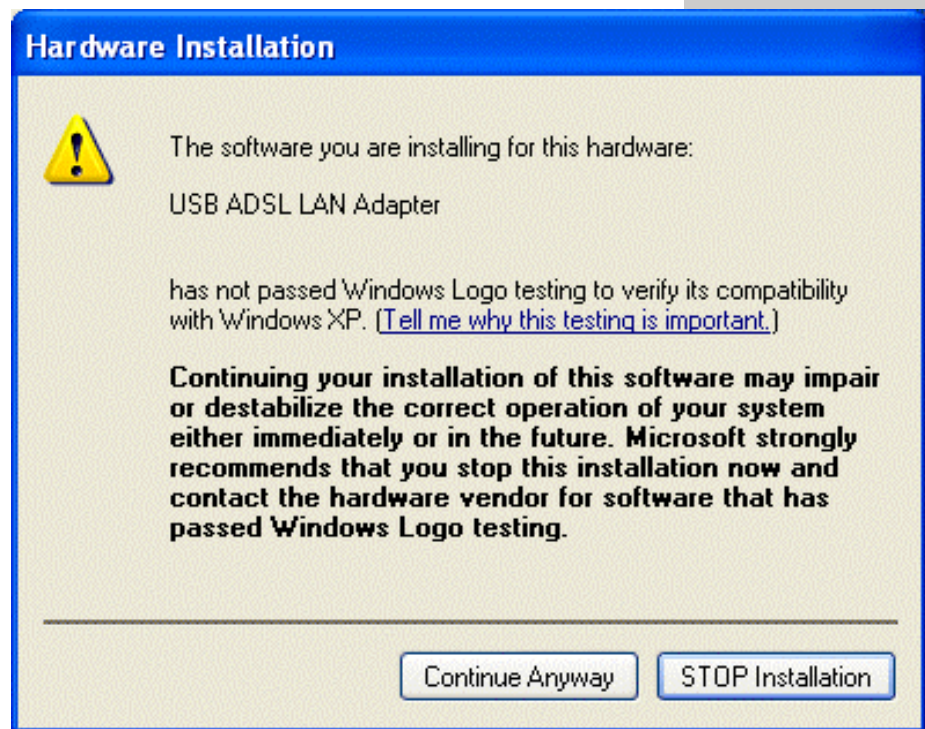 Hardware Installation
The software you are installing for this hardware:
USB ADSL LAN Adapter
has not passed Windows Logo testing to verify its compatibility
with Windows XP. (Tell me why this testing is important.)
Continuing your installation of this software may impair
or destabilize the correct operation of your system
either immediately or in the future. Microsoft strongly
recommends that you stop this installation now and
contact the hardware vendor for software that has
passed Windows Logo testing.
Continue Anyway
STOP Installation